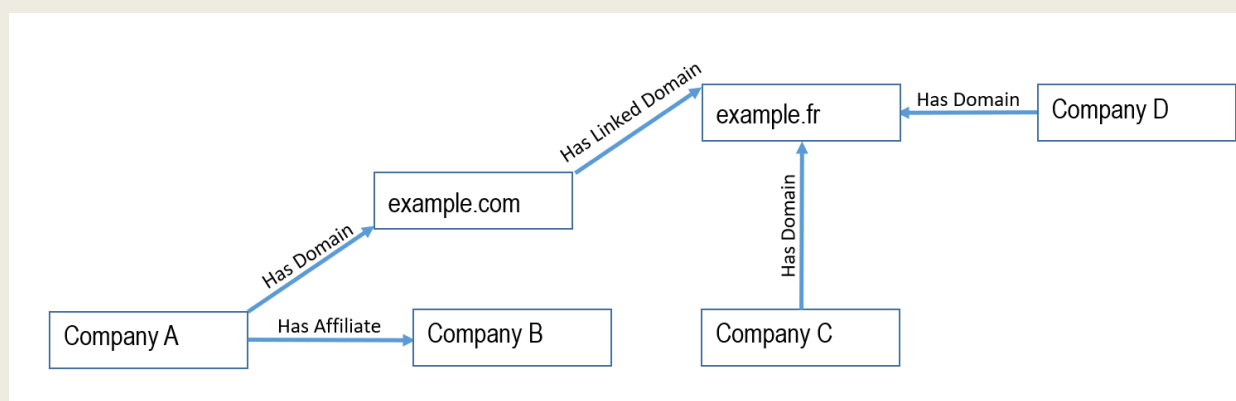 Has Linked Domain
example.fr
Has Domain
Company D
example.com
Has Domain
Has Domain
Company A
Has Affiliate
Company B
Company C